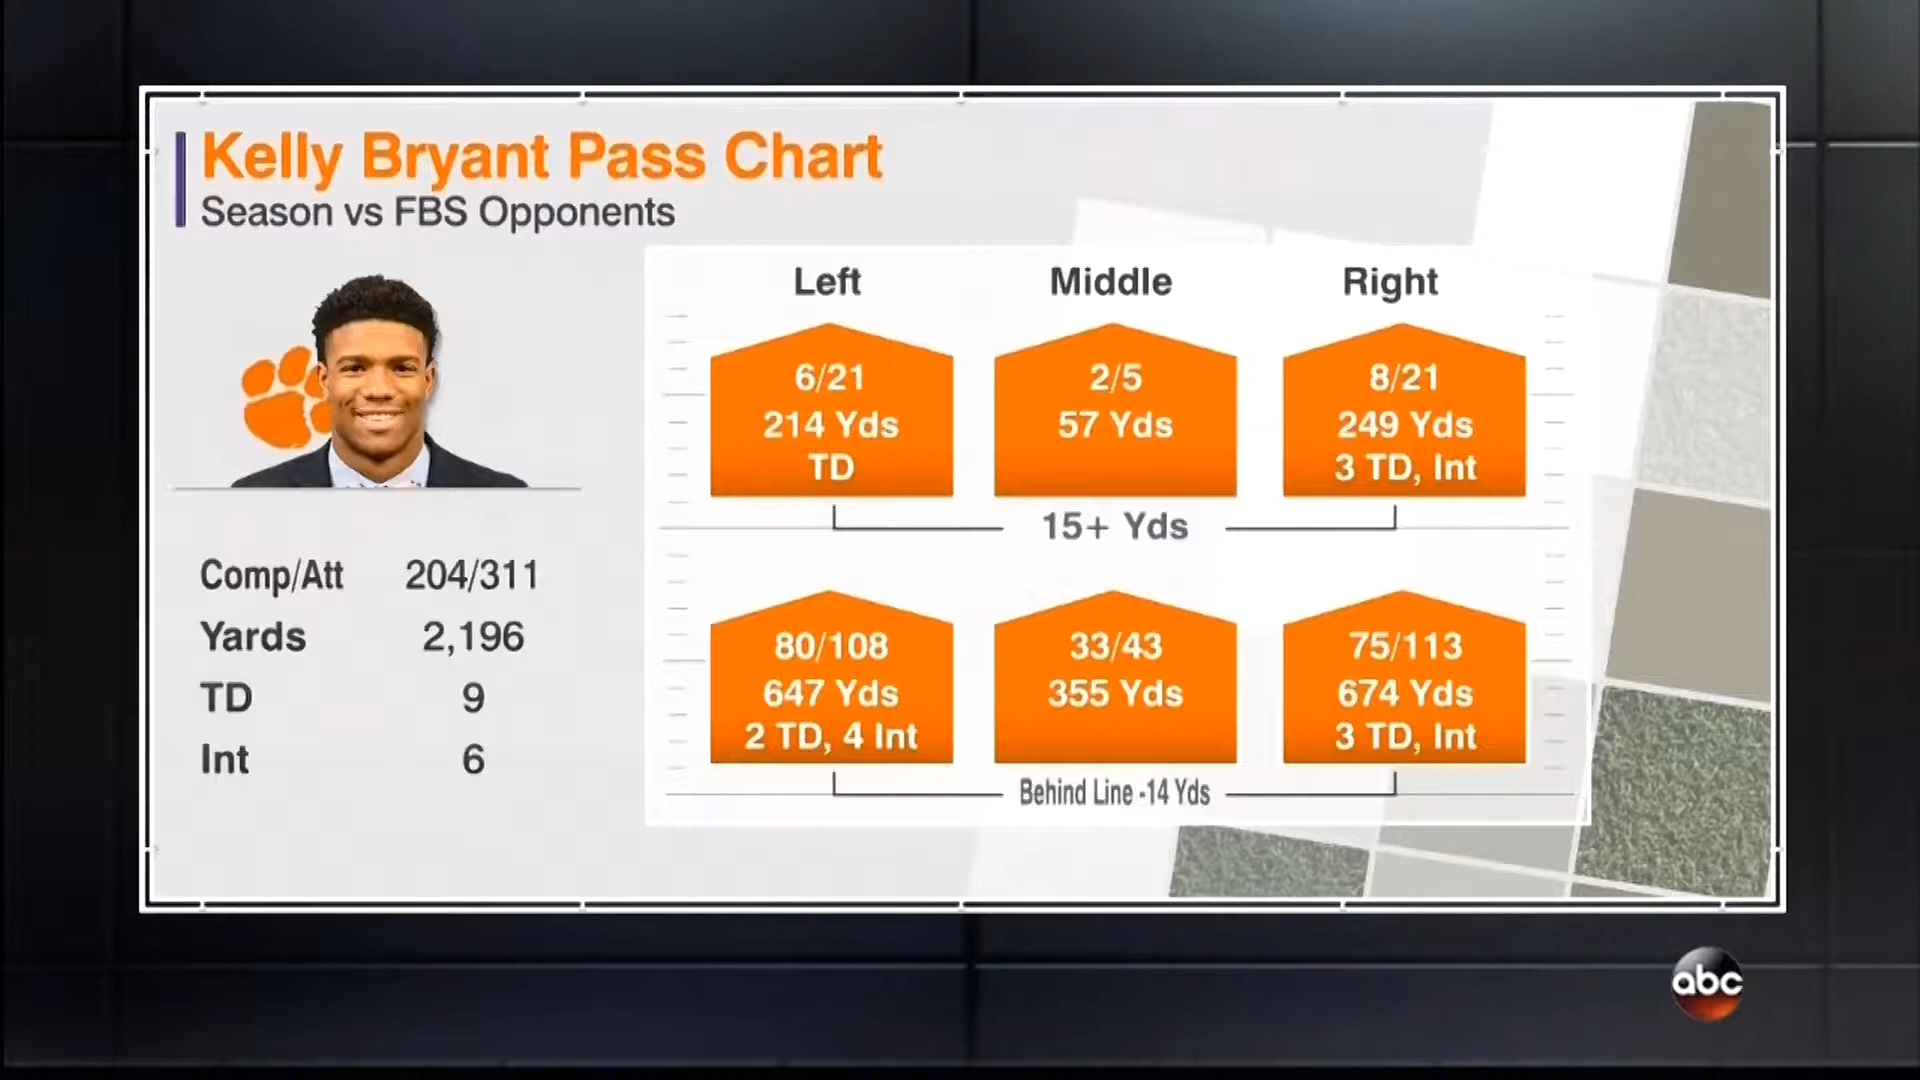 Kelly Bryant Pass Chart
Season vs FBS Opponents
Comp/Att 204/311
Yards 2,196
TD 9
Int 6
Left Middle Right
6/21 2/5 8/21
214 Yds 57 Yds 249 Yds
TD 3 TD, Int
15+ Yds
80/108 33/43 75/113
647 Yds 355 Yds 674 Yds
2 TD, 4 Int 3 TD, Int
Behind Line -14 Yds
abc